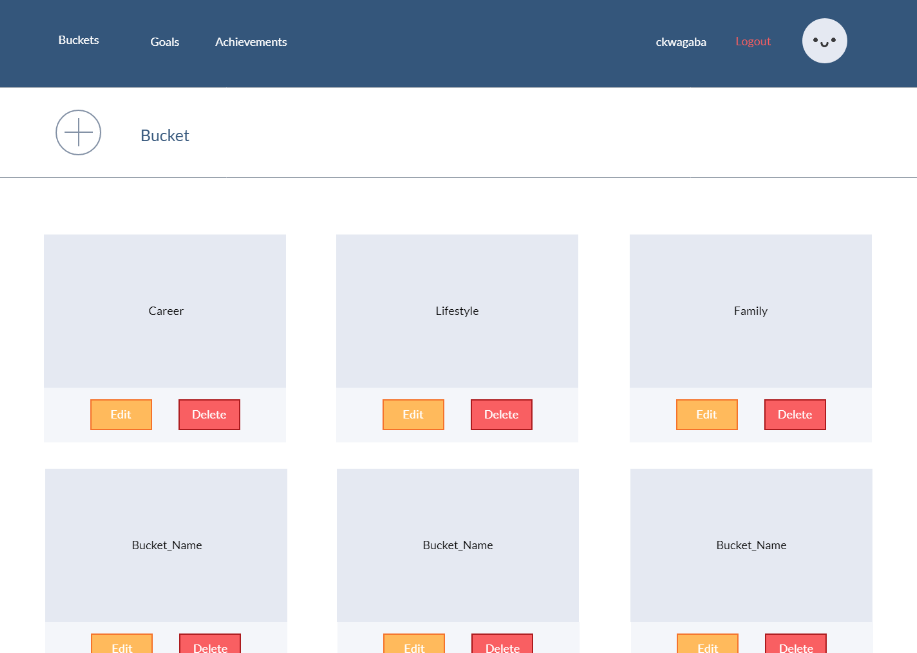 Buckets Goals Achievements ckwagaba Logout
Bucket
Career Lifestyle Family
Edit Delete Edit Delete Edit Delete
Bucket_Name Bucket_Name Bucket_Name
Edit Delete Edit Delete Edit Delete